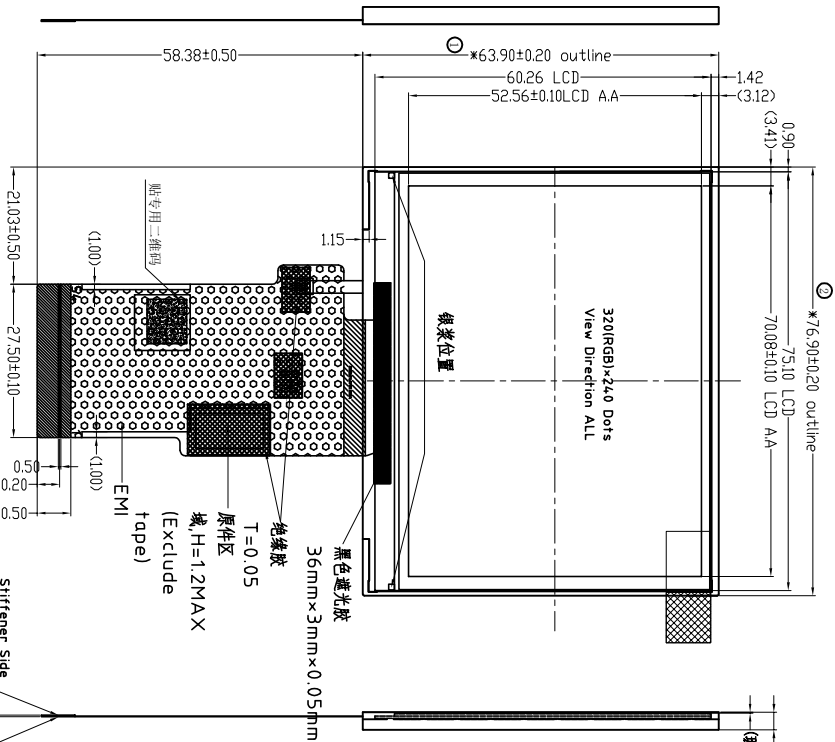 58.38±0.50
①
*63.90±0.20 outline
60.26 LCD
1.42
52.56±0.10LCD A.A
(3.12)
0.90
(3.41)
②
*76.90±0.20 outline
75.10 LCD
70.08±0.10 LCD A.A
21.03±0.50
27.50±0.10
(1.00)
(1.00)
贴专用二维码
1.15
银浆位置
320(RGB)×240 Dots
View Direction ALL
0.50
0.20
0.50
EMI
tape)
(Exclude
域,H=1.2MAX
原件区
T=0.05
绝缘胶
36mm×3mm×0.05mm
黑色遮光胶
Stiffener Side